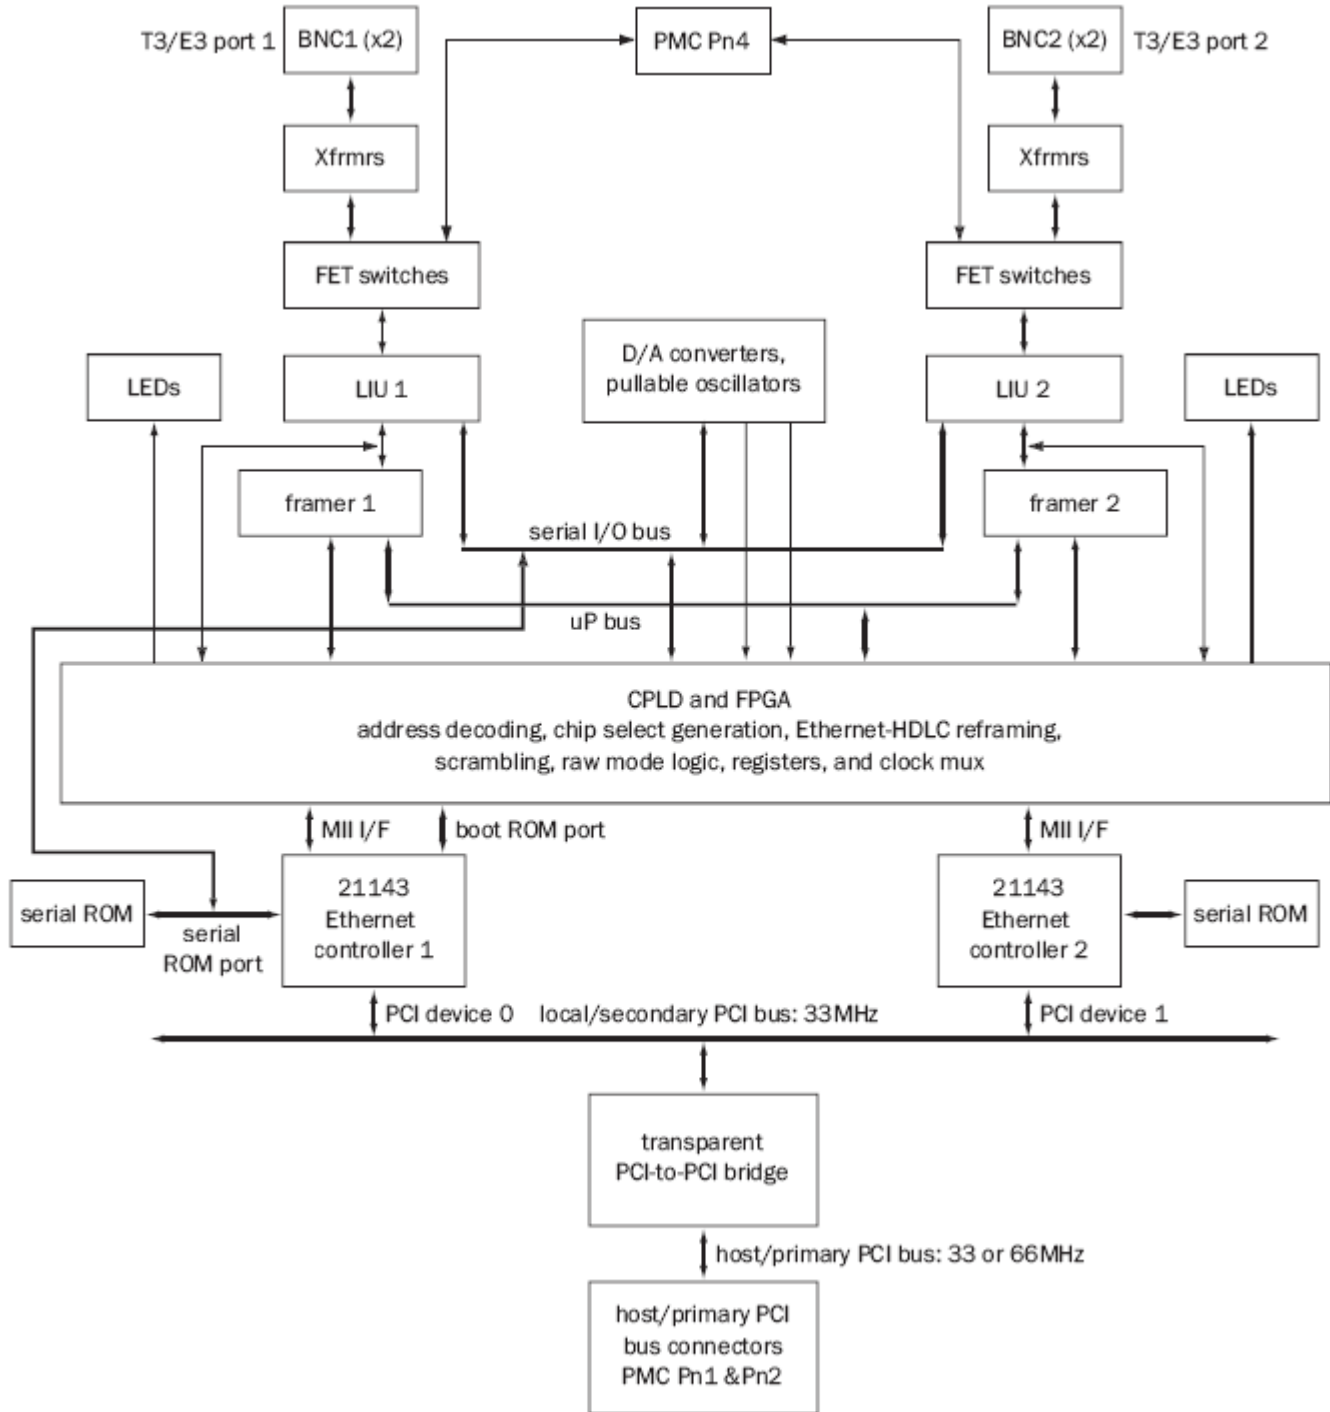 T3/E3 port 1
BNC1 (x2)
PMC Pn4
BNC2 (x2)
T3/E3 port 2
Xfrmrs
Xfrmrs
FET switches
FET switches
D/A converters,
pullable oscillators
LEDs
LIU 1
LIU 2
LEDs
framer 1
framer 2
serial I/O bus
uP bus
CPLD and FPGA
address decoding, chip select generation, Ethernet-HDLC reframing,
scrambling, raw mode logic, registers, and clock mux
MII I/F
boot ROM port
MII I/F
serial ROM
serial
ROM port
21143
Ethernet
controller 1
21143
Ethernet
controller 2
serial ROM
PCI device 0
local/secondary PCI bus: 33MHz
PCI device 1
transparent
PCI-to-PCI bridge
host/primary PCI bus: 33 or 66MHz
host/primary PCI
bus connectors
PMC Pn1 &Pn2